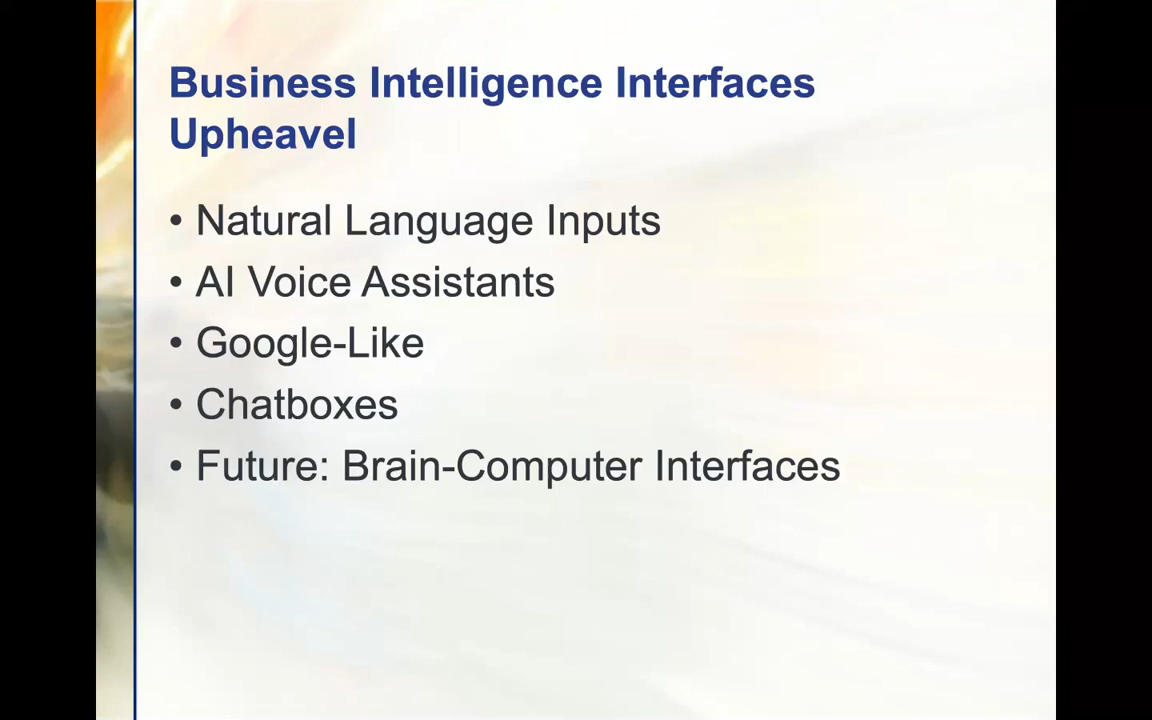 Business Intelligence Interfaces
Upheavel
• Natural Language Inputs
• AI Voice Assistants
• Google-Like
• Chatboxes
• Future: Brain-Computer Interfaces